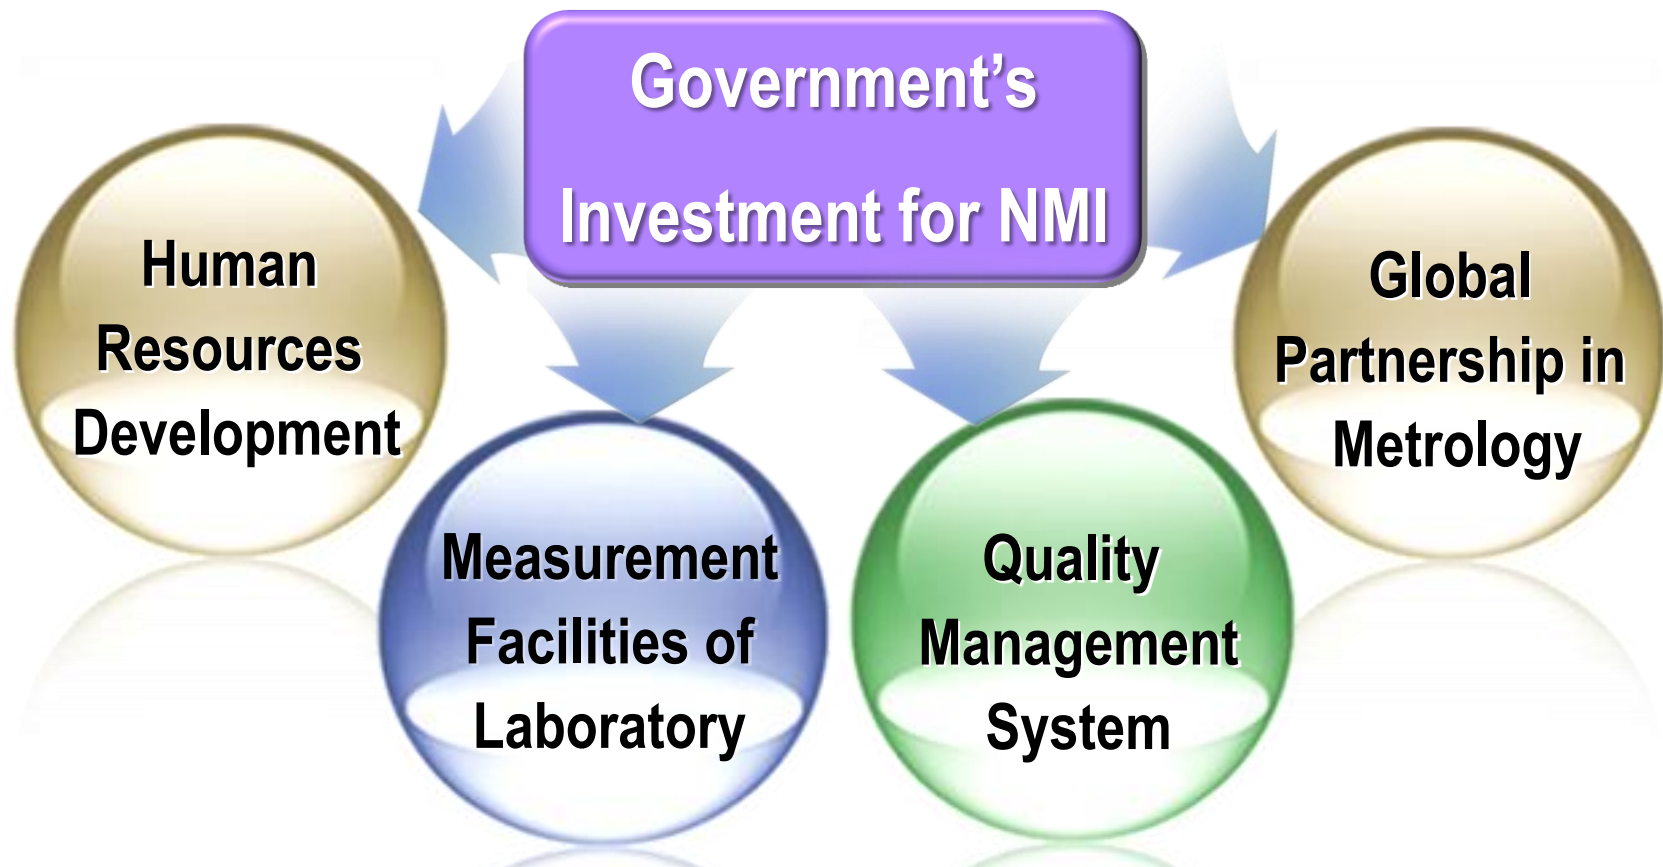 Government’s
Investment for NMI
Human
Resources
Development
Measurement
Facilities of
Laboratory
Quality
Management
System
Global
Partnership in
Metrology